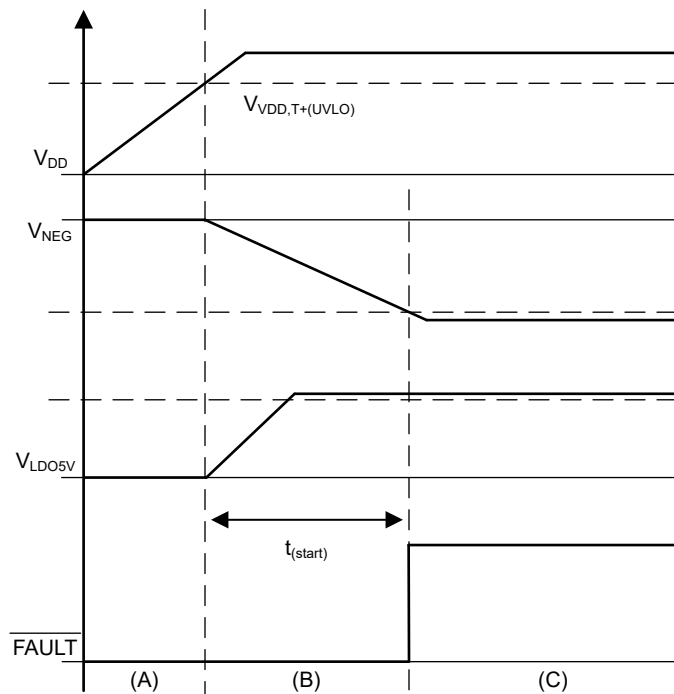 V_VDD,T+(UVLO)
V_DD
V_NEG
V_LDO5V
t_(start)
FAULT
(A) (B) (C)